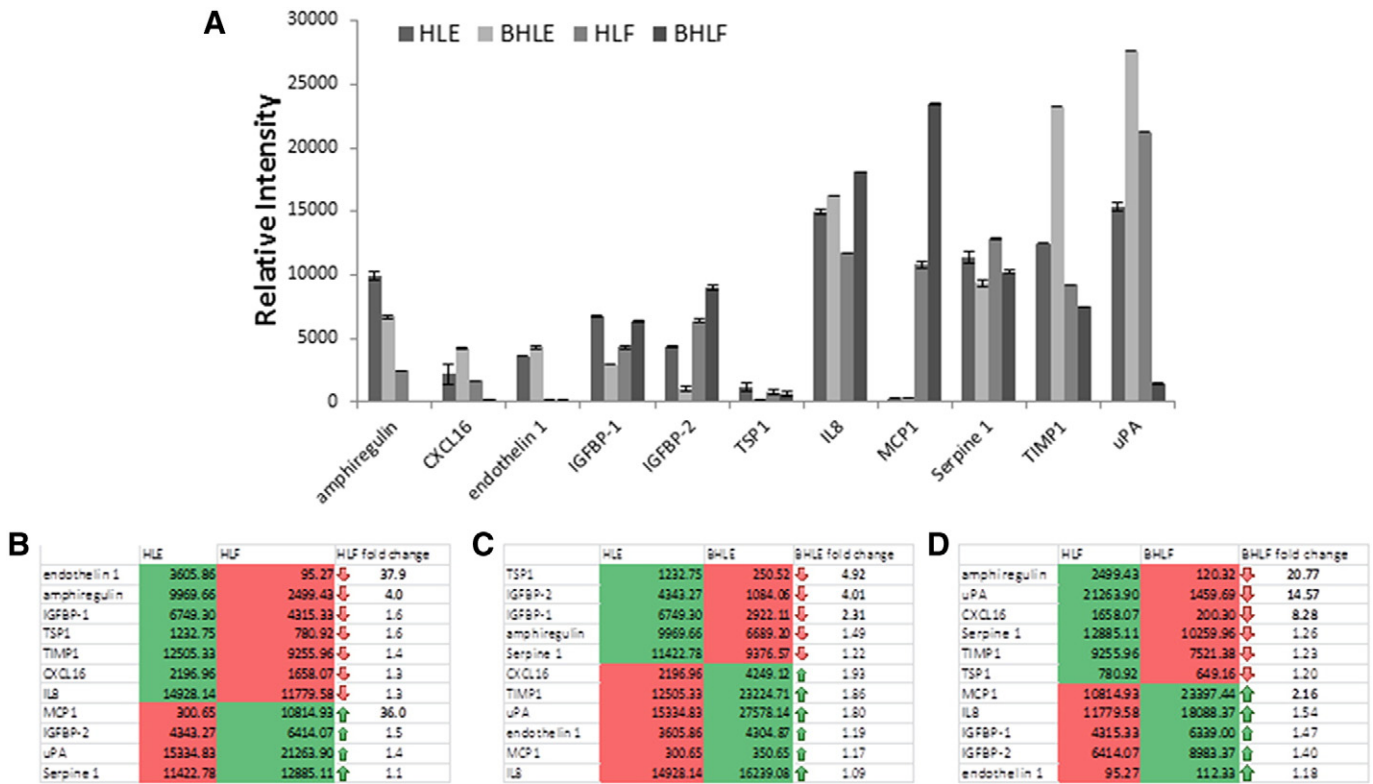 A
30000
25000
20000
15000
10000
5000
0
Relative Intensity
HLE BHLE HLF BHLF
amphiregulin CXCL16 endothelin 1 IGFBP-1 IGFBP-2 TSP1 IL8 MCP1 Serpine 1 TIMP1 uPA
B
HLE HLF HLF fold change
endothelin 1 3605.86 95.27 37.9
amphiregulin 9969.66 2499.43 4.0
IGFBP-1 6749.30 4315.33 1.6
TSP1 1232.75 780.92 1.6
TIMP1 12505.33 9255.96 1.4
CXCL16 2196.96 1658.07 1.3
IL8 14928.14 11779.58 1.3
MCP1 300.65 10814.93 36.0
IGFBP-2 4343.27 6414.07 1.5
uPA 15334.83 21263.90 1.4
Serpine 1 11422.78 12885.11 1.1
C
HLE BHLE BHLE fold change
TSP1 1232.75 250.52 4.92
IGFBP-2 4343.27 1084.06 4.01
IGFBP-1 6749.30 2922.11 2.31
amphiregulin 9969.66 6689.20 1.49
Serpine 1 11422.78 9376.57 1.22
CXCL16 2196.96 4249.12 1.93
TIMP1 12505.33 23224.71 1.86
uPA 15334.83 27578.14 1.80
endothelin 1 3605.86 4304.87 1.19
MCP1 300.65 350.65 1.17
IL8 14928.14 16239.08 1.09
D
HLF BHLF BHLF fold change
amphiregulin 2499.43 120.32 20.77
uPA 21263.90 1459.69 14.57
CXCL16 1658.07 200.30 8.28
Serpine 1 12885.11 10259.96 1.26
TIMP1 9255.96 7521.38 1.23
TSP1 780.92 649.16 1.20
MCP1 10814.93 23397.44 2.16
IL8 11779.58 18088.37 1.54
IGFBP-1 4315.33 6339.00 1.47
IGFBP-2 6414.07 8983.37 1.40
endothelin 1 95.27 112.33 1.18